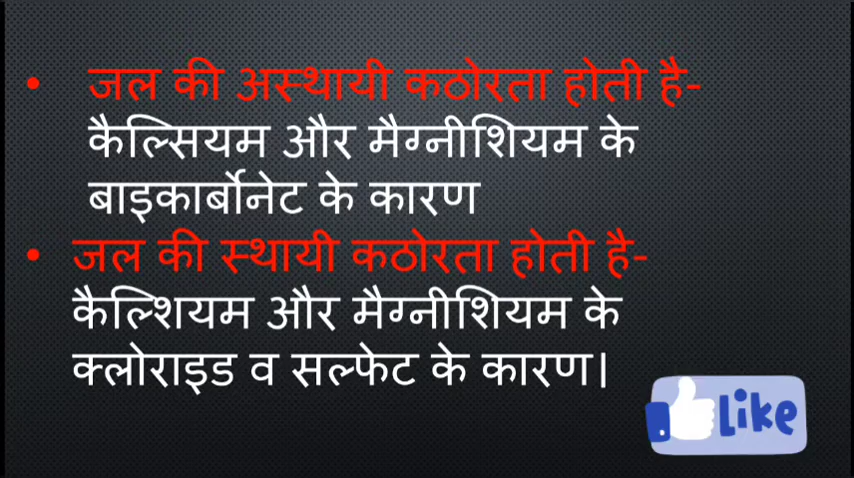 • जल की अस्थायी कठोरता होती है-
कैल्सियम और मैग्नीशियम के
बाइकार्बोनेट के कारण
• जल की स्थायी कठोरता होती है-
कैल्शियम और मैग्नीशियम के
क्लोराइड व सल्फेट के कारण।
Like